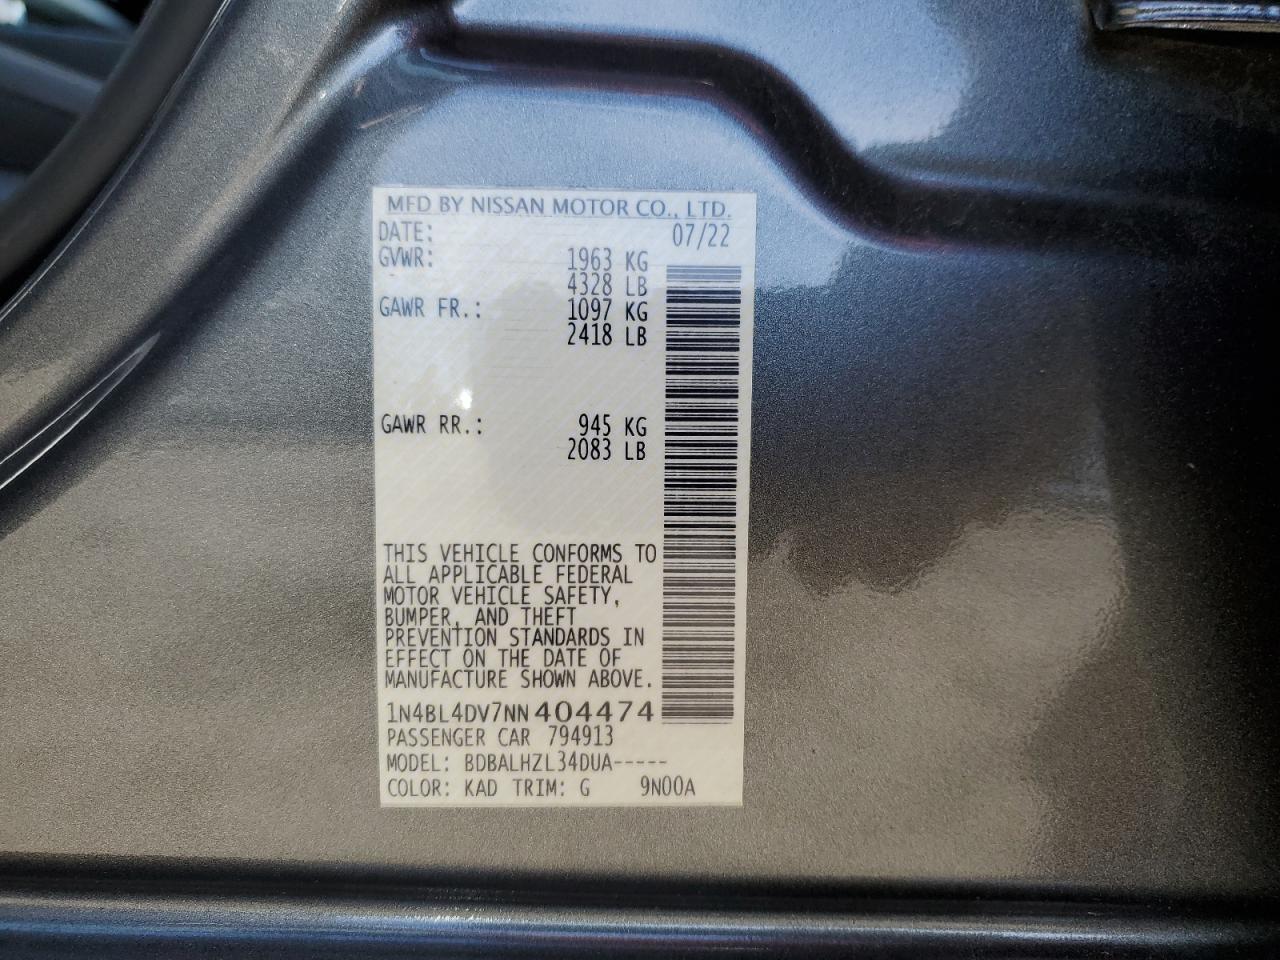 MFD BY NISSAN MOTOR CO., LTD.
DATE: 07/22
GVWR: 1963 KG
4328 LB
GAWR FR.: 1097 KG
2418 LB
GAWR RR.: 945 KG
2083 LB
THIS VEHICLE CONFORMS TO
ALL APPLICABLE FEDERAL
MOTOR VEHICLE SAFETY,
BUMPER, AND THEFT
PREVENTION STANDARDS IN
EFFECT ON THE DATE OF
MANUFACTURE SHOWN ABOVE.
1N4BL4DV7NN404474
PASSENGER CAR 794913
MODEL: BDBALHZL34DUA-----
COLOR: KAD TRIM: G 9N00A